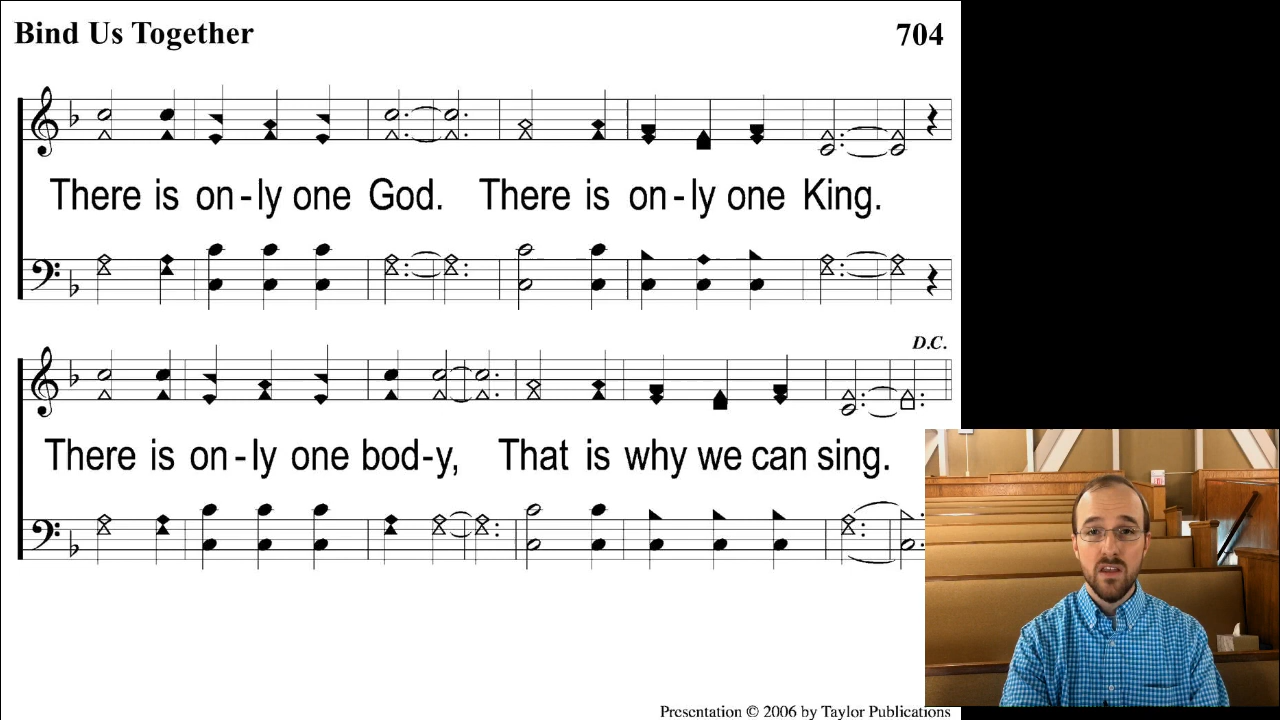 Bind Us Together 704
There is on-ly one God. There is on-ly one King.
D.C.
There is on-ly one bod-y, That is why we can sing.
Presentation © 2006 by Taylor Publications